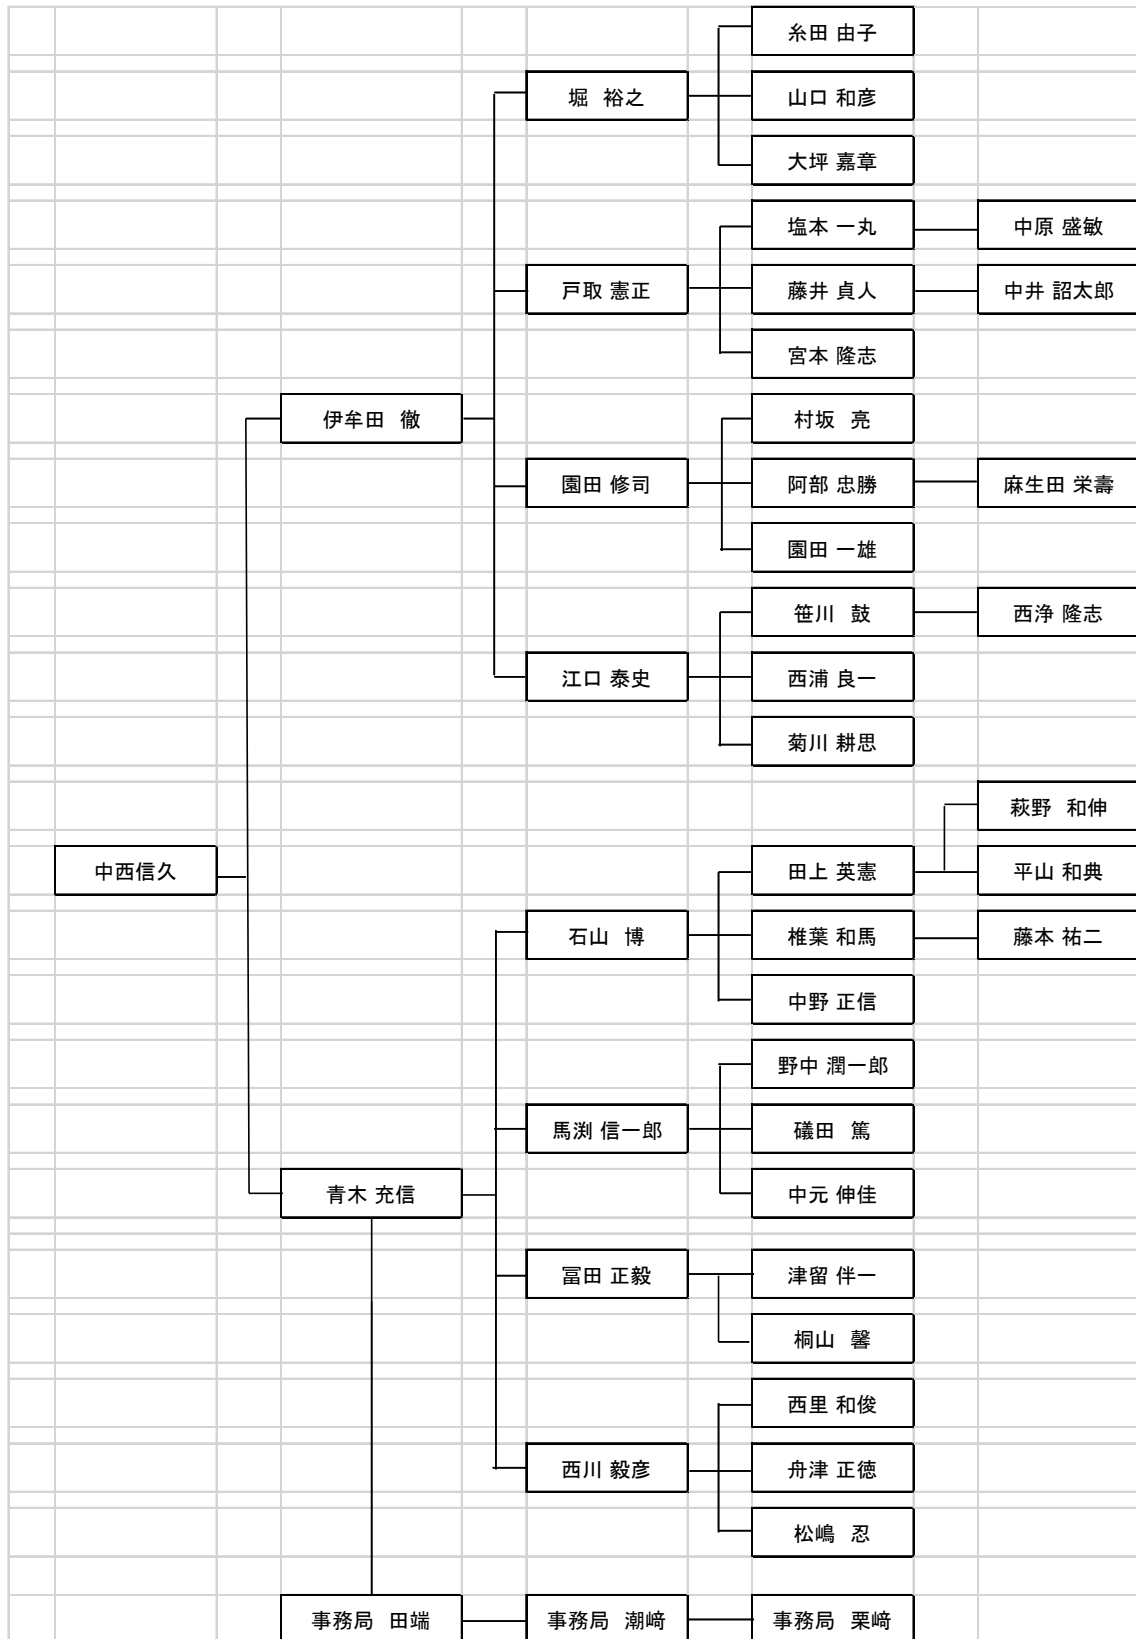 糸田 由子
堀 裕之
山口 和彦
大坪 嘉章
塩本 一丸 中原 盛敏
戸取 憲正 藤井 貞人 中井 詔太郎
宮本 隆志
伊牟田 徹 村坂 亮
園田 修司 阿部 忠勝 麻生田 栄壽
園田 一雄
笹川 鼓 西浄 隆志
江口 泰史 西浦 良一
菊川 耕思
萩野 和伸
中西信久 田上 英憲 平山 和典
石山 博 椎葉 和馬 藤本 祐二
中野 正信
野中 潤一郎
馬渕 信一郎 礒田 篤
青木 充信 中元 伸佳
冨田 正毅 津留 伴一
桐山 馨
西里 和俊
西川 毅彦 舟津 正徳
松嶋 忍
事務局 田端 事務局 潮﨑 事務局 栗﨑